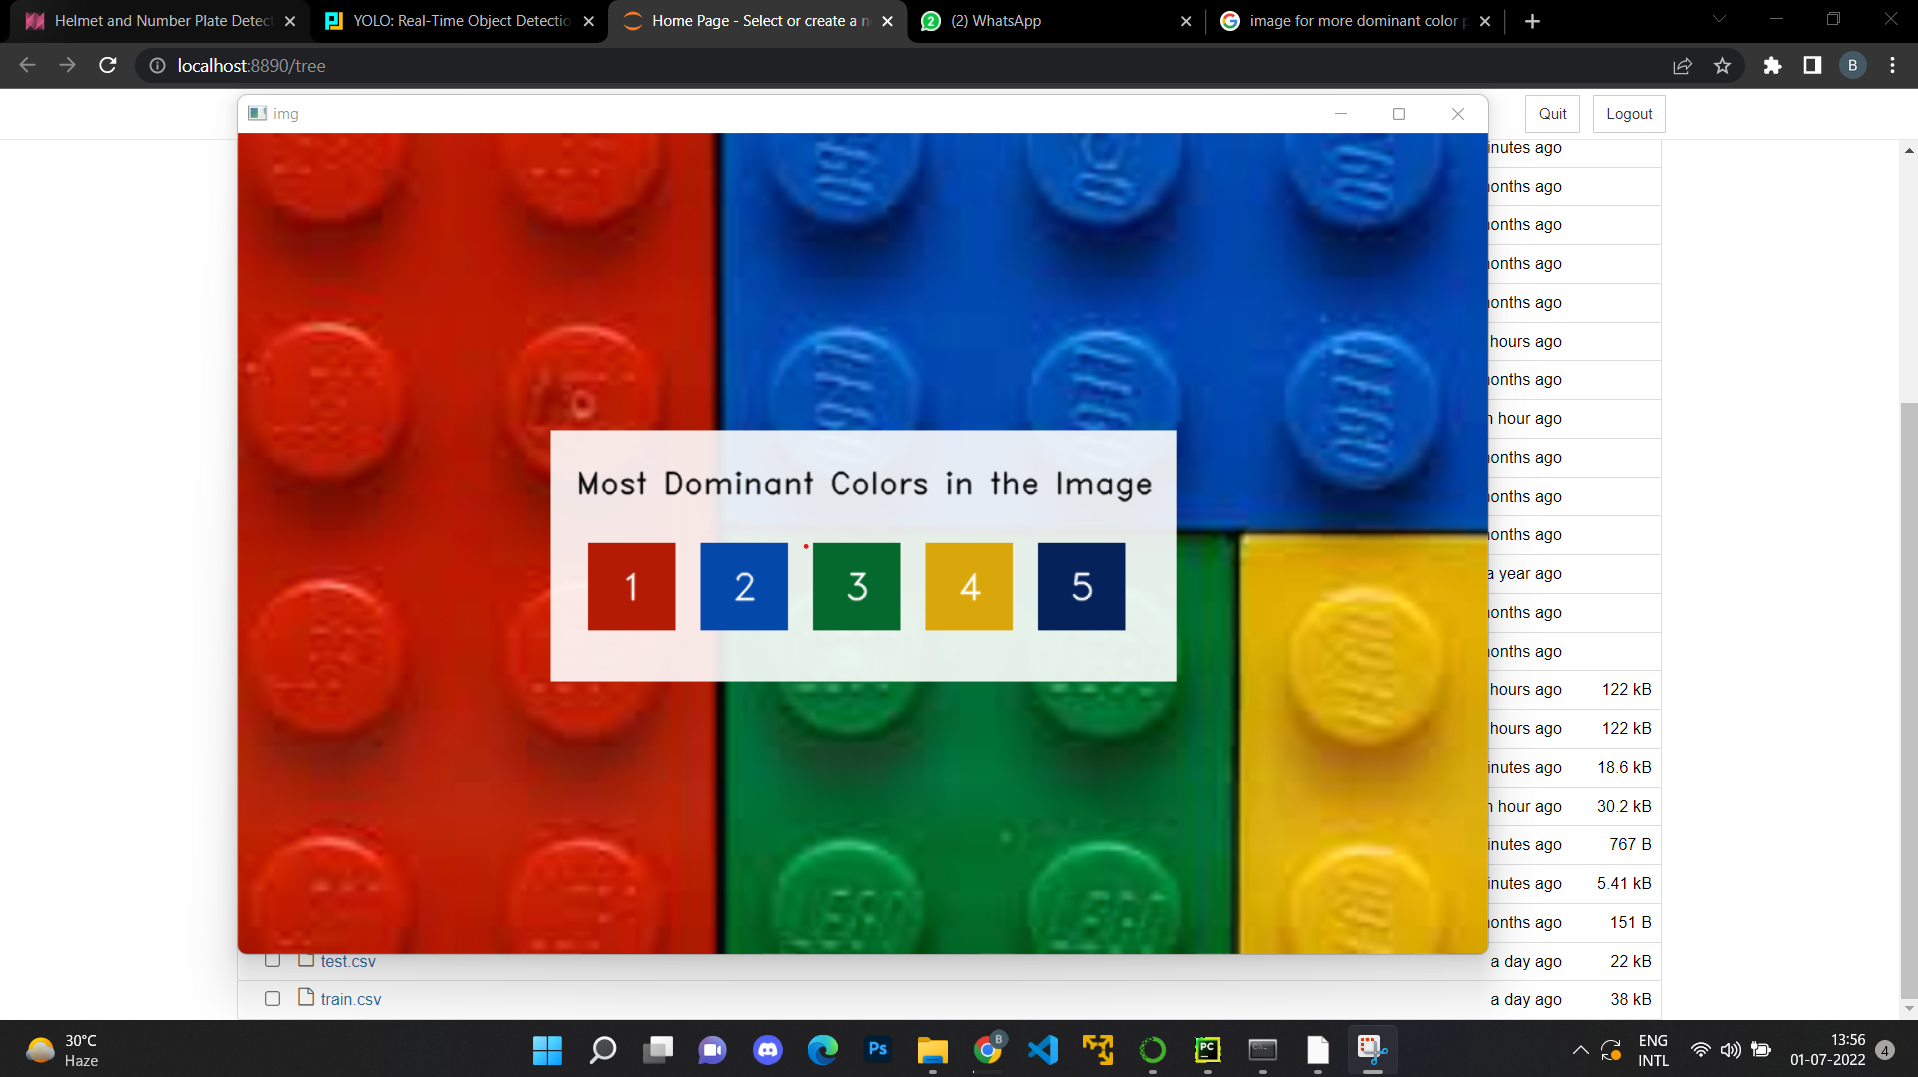 Helmet and Number Plate Detect
YOLO: Real-Time Object Detectio
Home Page - Select or create a n
(2) WhatsApp
image for more dominant color p
localhost:8890/tree
B
img
Quit
Logout
inutes ago
onths ago
onths ago
onths ago
onths ago
hours ago
onths ago
n hour ago
onths ago
onths ago
onths ago
a year ago
onths ago
onths ago
hours ago 122 kB
hours ago 122 kB
inutes ago 18.6 kB
n hour ago 30.2 kB
inutes ago 767 B
inutes ago 5.41 kB
onths ago 151 B
Most Dominant Colors in the Image
1 2 3 4 5
test.csv a day ago 22 kB
train.csv a day ago 38 kB
30°C
Haze
Ps
B
PC
ENG
INTL
13:56
01-07-2022
4